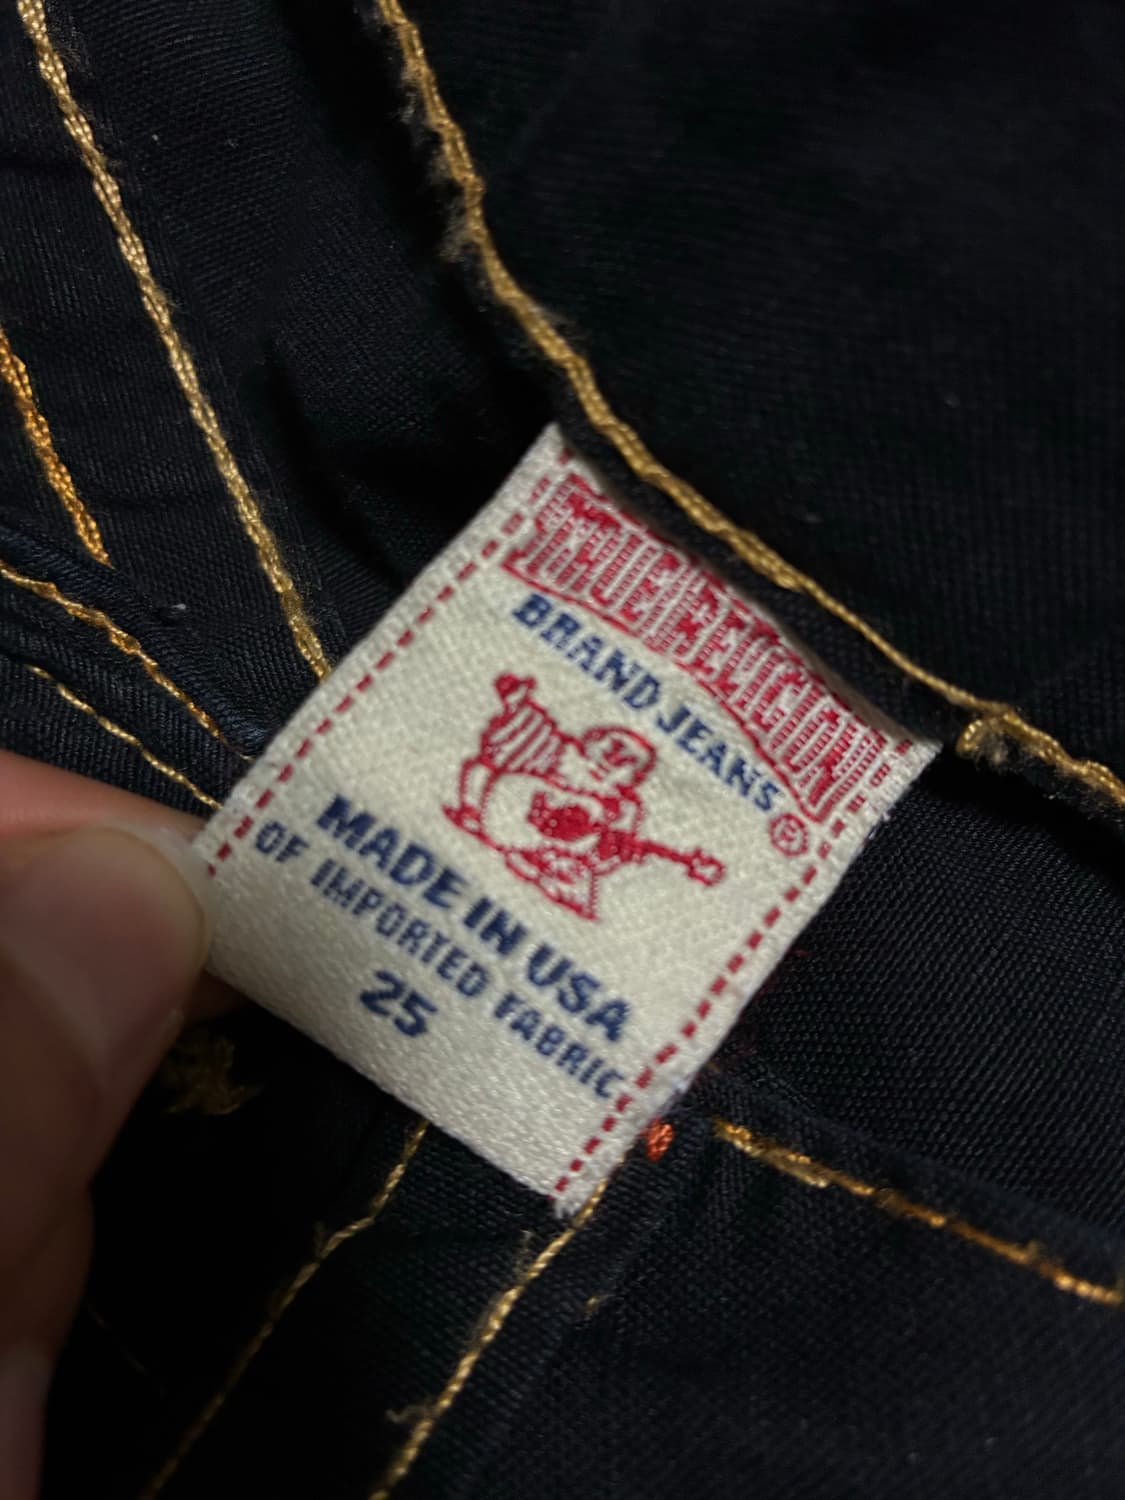 TRUE RELIGION
BRAND JEANS
®
MADE IN USA
OF IMPORTED FABRIC
25